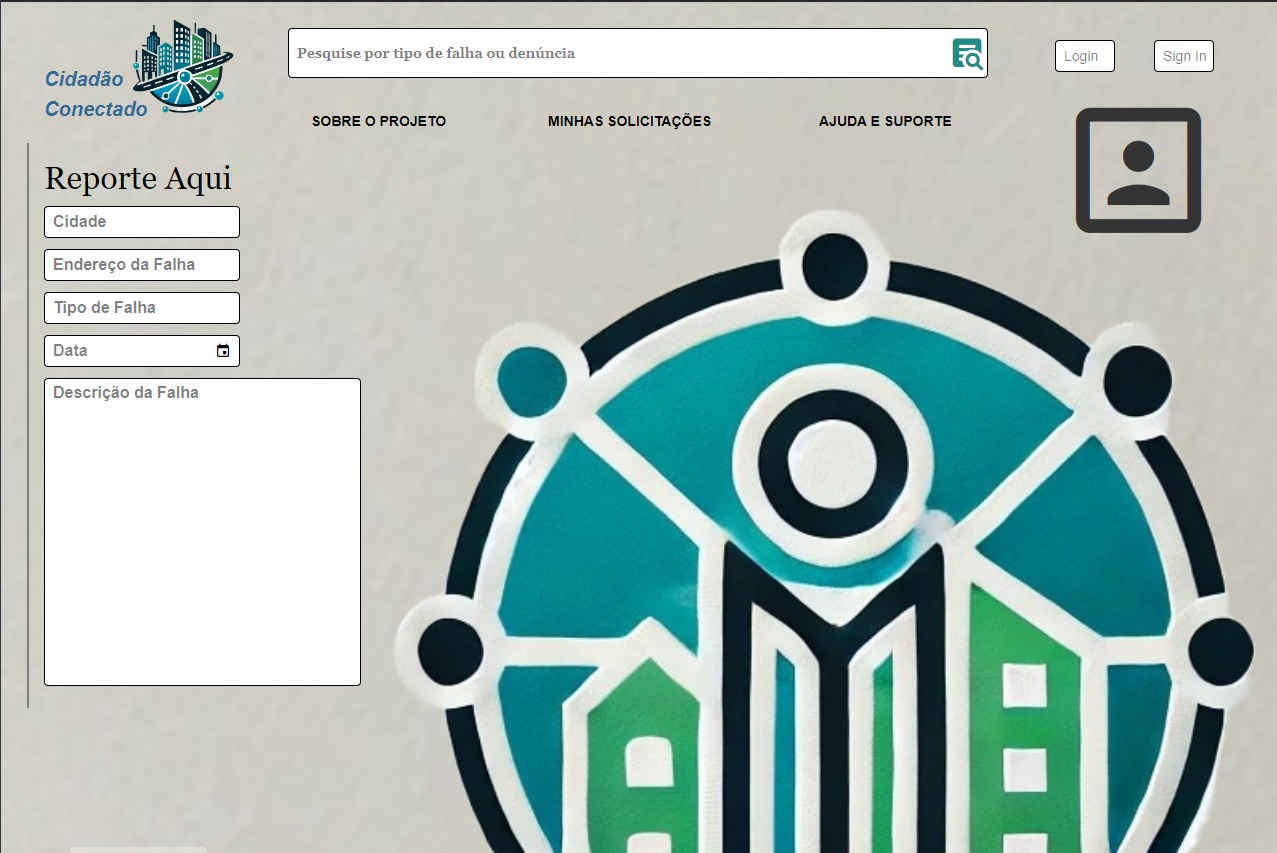 Cidadão
Conectado
Pesquise por tipo de falha ou denúncia
Login
Sign In
SOBRE O PROJETO
MINHAS SOLICITAÇÕES
AJUDA E SUPORTE
Reporte Aqui
Cidade
Endereço da Falha
Tipo de Falha
Data
Descrição da Falha